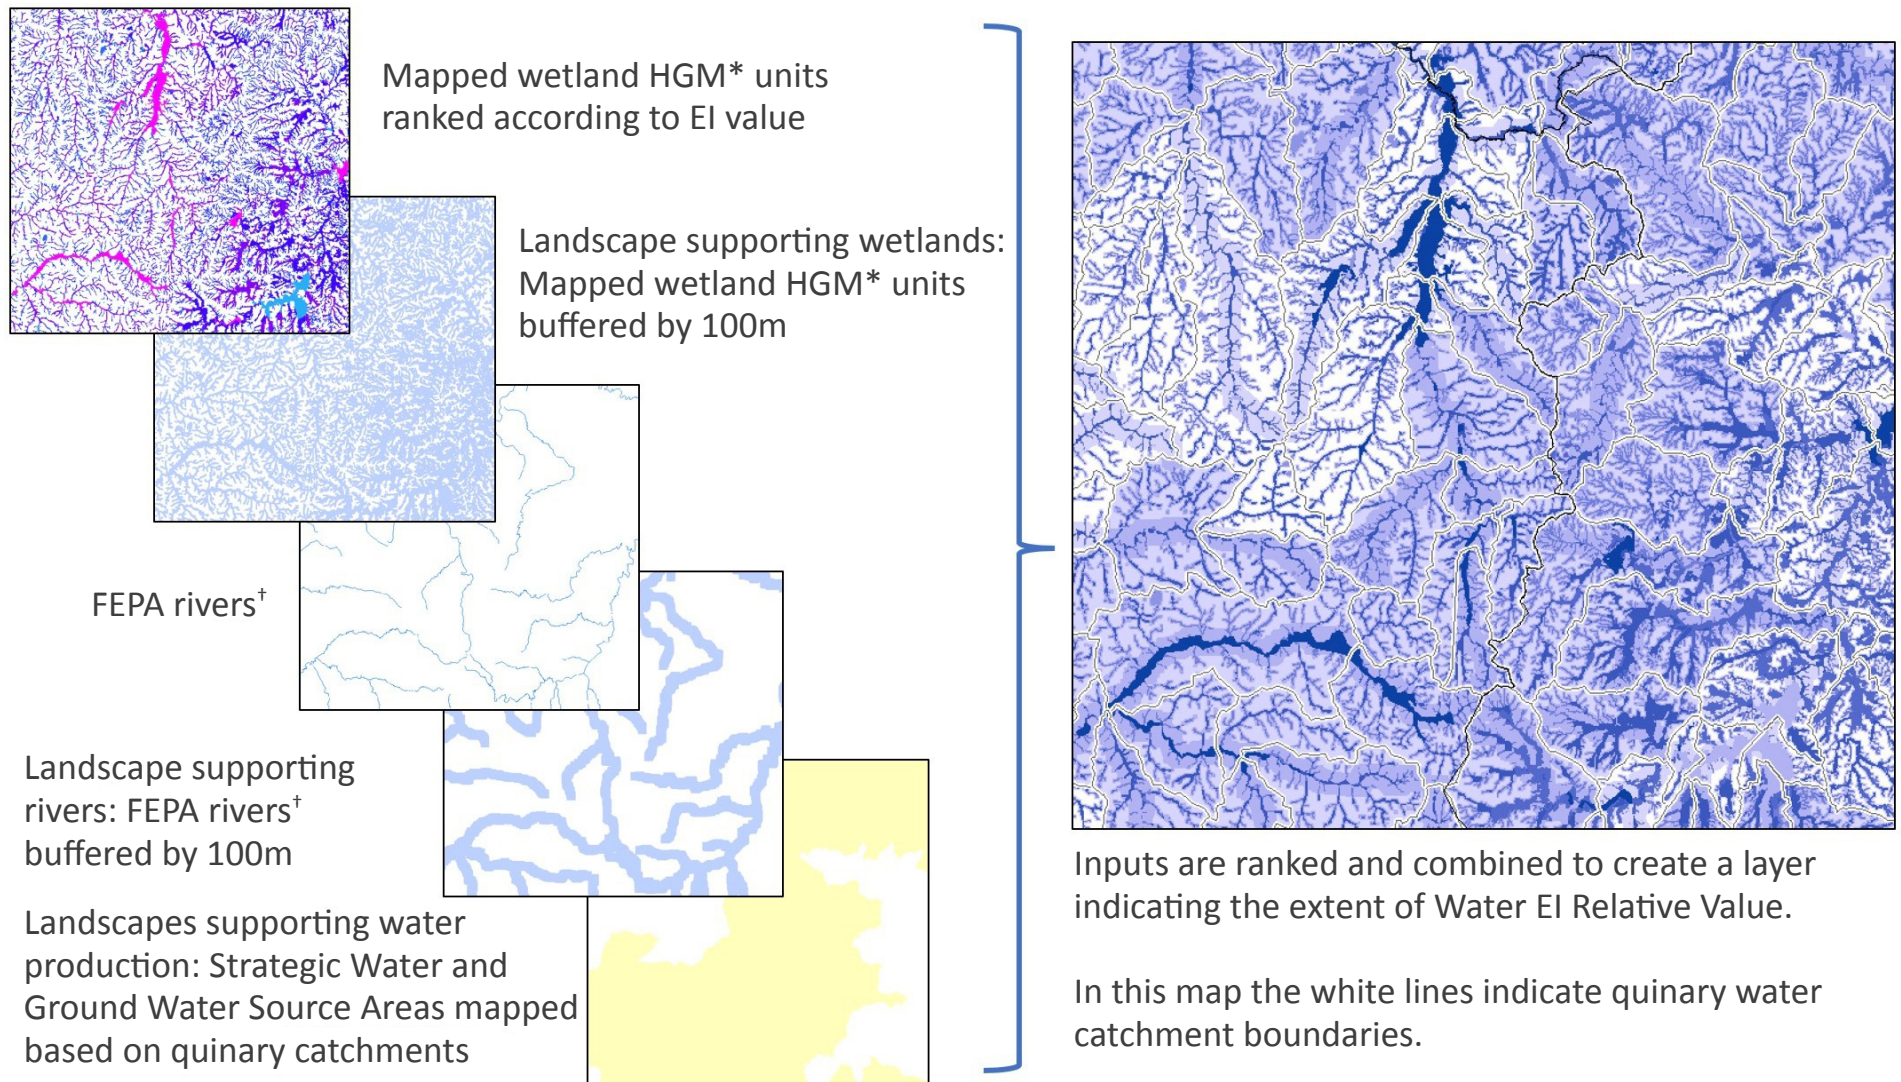 Mapped wetland HGM* units
ranked according to EI value
Landscape supporting wetlands:
Mapped wetland HGM* units
buffered by 100m
FEPA rivers†
Landscape supporting
rivers: FEPA rivers†
buffered by 100m
Landscapes supporting water
production: Strategic Water and
Ground Water Source Areas mapped
based on quinary catchments
Inputs are ranked and combined to create a layer
indicating the extent of Water EI Relative Value.
In this map the white lines indicate quinary water
catchment boundaries.